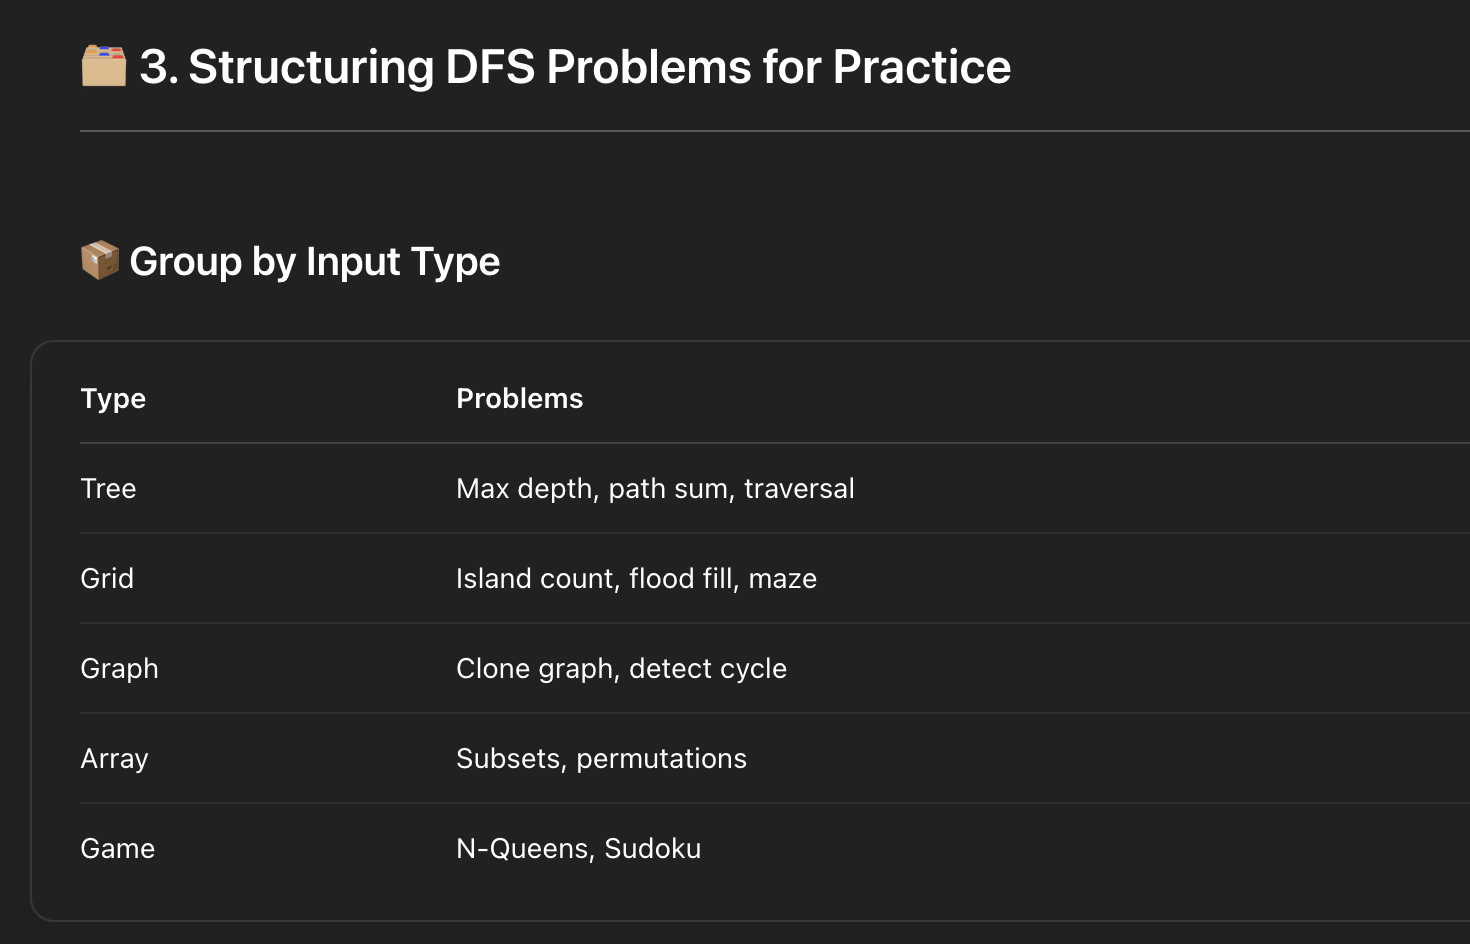 🗂️ 3. Structuring DFS Problems for Practice
📦 Group by Input Type
Type Problems
Tree Max depth, path sum, traversal
Grid Island count, flood fill, maze
Graph Clone graph, detect cycle
Array Subsets, permutations
Game N-Queens, Sudoku